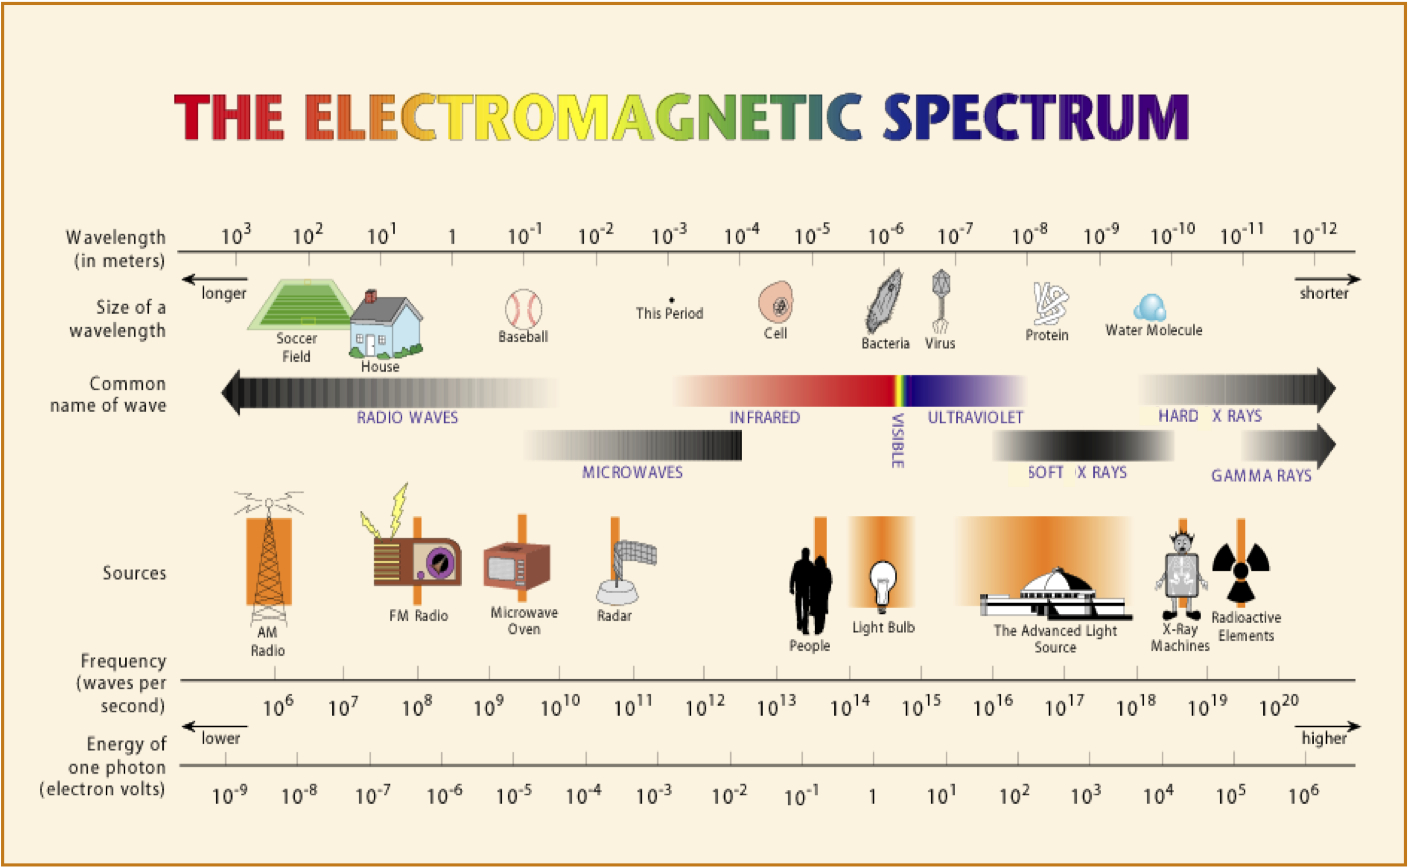 THE ELECTROMAGNETIC SPECTRUM
Wavelength
(in meters)
10³ 10² 10¹ 1 10⁻¹ 10⁻² 10⁻³ 10⁻⁴ 10⁻⁵ 10⁻⁶ 10⁻⁷ 10⁻⁸ 10⁻⁹ 10⁻¹⁰ 10⁻¹¹ 10⁻¹²
longer
shorter
Size of a
wavelength
Soccer
Field
House
Baseball
This Period
Cell
Bacteria
Virus
Protein
Water Molecule
Common
name of wave
RADIO WAVES
INFRARED
VISIBLE
ULTRAVIOLET
HARD X RAYS
MICROWAVES
SOFT X RAYS
GAMMA RAYS
Sources
AM
Radio
FM Radio
Microwave
Oven
Radar
People
Light Bulb
The Advanced Light
Source
X-Ray
Machines
Radioactive
Elements
Frequency
(waves per
second)
10⁶ 10⁷ 10⁸ 10⁹ 10¹⁰ 10¹¹ 10¹² 10¹³ 10¹⁴ 10¹⁵ 10¹⁶ 10¹⁷ 10¹⁸ 10¹⁹ 10²⁰
lower
higher
Energy of
one photon
(electron volts)
10⁻⁹ 10⁻⁸ 10⁻⁷ 10⁻⁶ 10⁻⁵ 10⁻⁴ 10⁻³ 10⁻² 10⁻¹ 1 10¹ 10² 10³ 10⁴ 10⁵ 10⁶